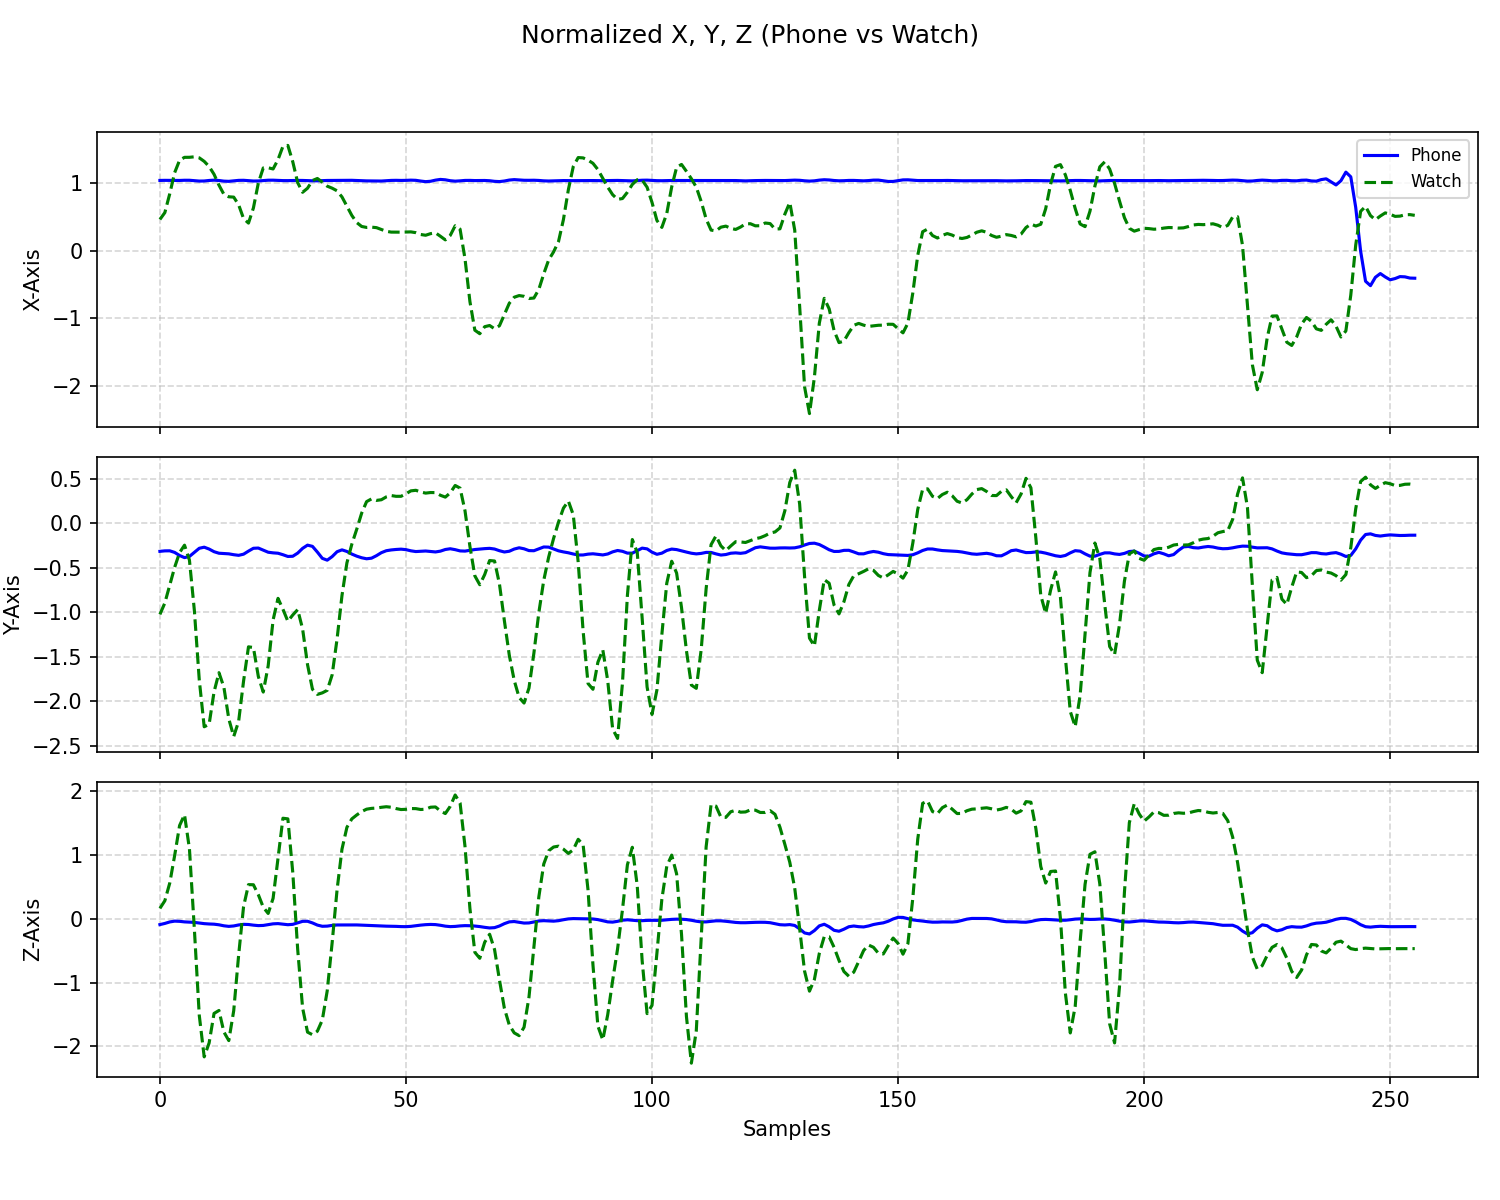 Normalized X, Y, Z (Phone vs Watch)
Phone
Watch
X-Axis
1
0
−1
−2
Y-Axis
0.5
0.0
−0.5
−1.0
−1.5
−2.0
−2.5
Z-Axis
2
1
0
−1
−2
0 50 100 150 200 250
Samples